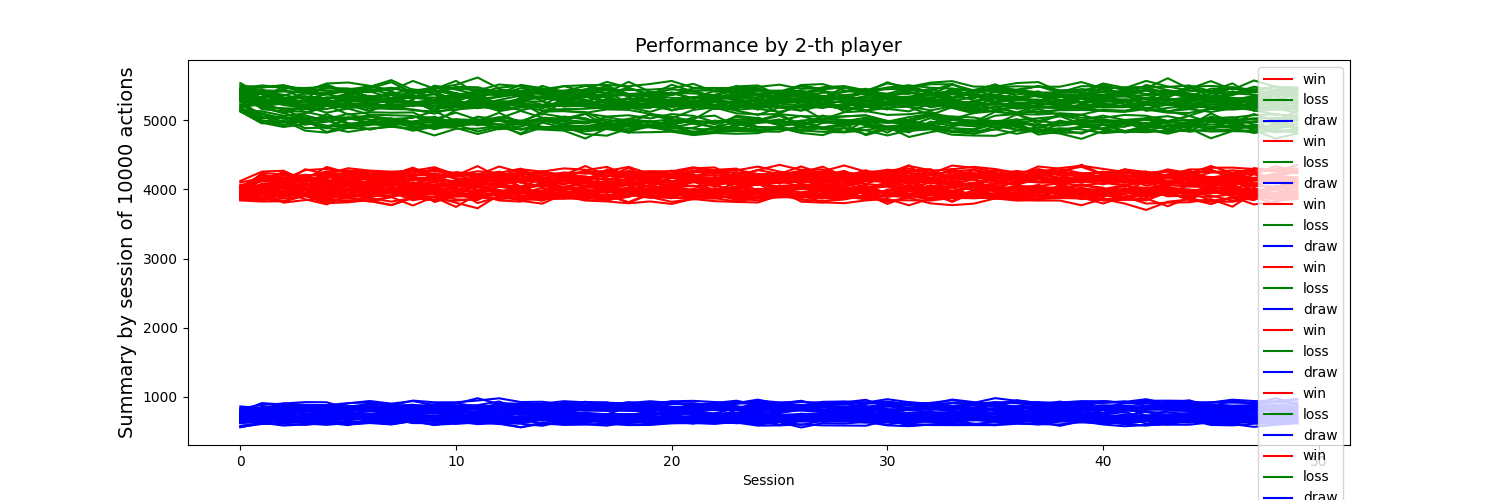 Performance by 2-th player
Summary by session of 10000 actions
5000
4000
3000
2000
1000
0
10
20
30
40
50
Session
win
loss
draw
win
loss
draw
win
loss
draw
win
loss
draw
win
loss
draw
win
loss
draw
win
loss
draw